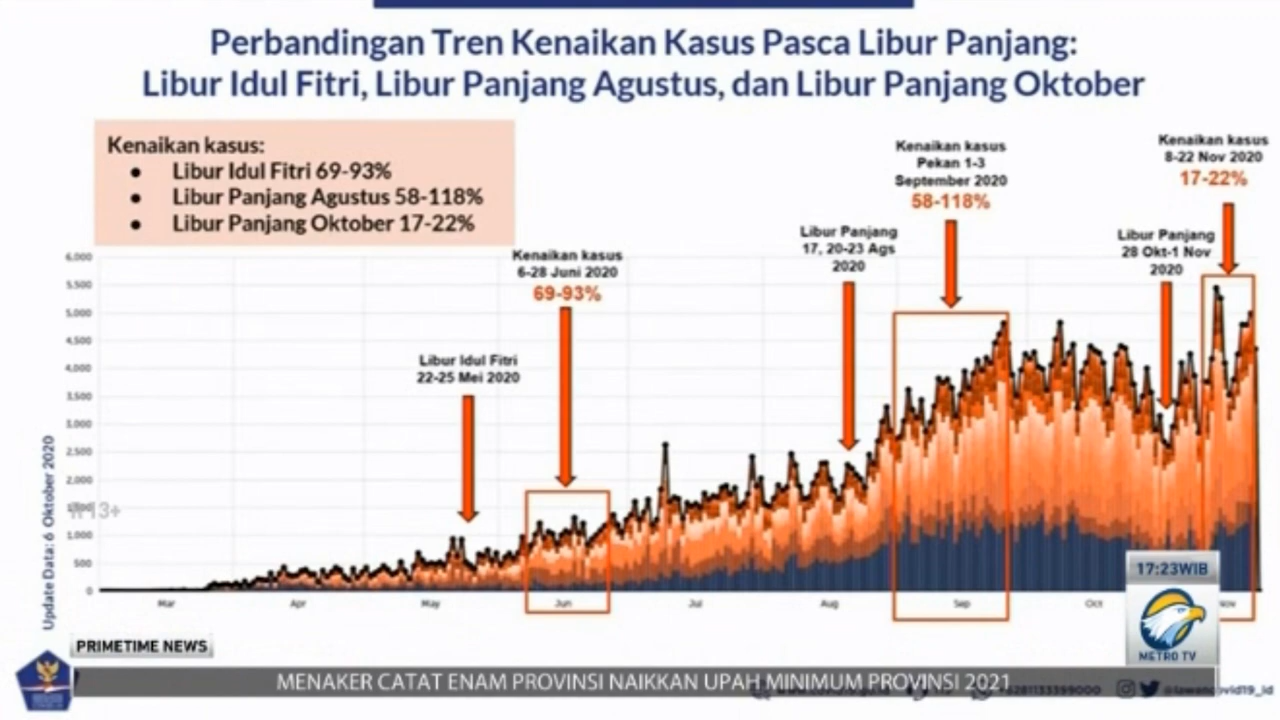 Perbandingan Tren Kenaikan Kasus Pasca Libur Panjang:
Libur Idul Fitri, Libur Panjang Agustus, dan Libur Panjang Oktober
Kenaikan kasus:
● Libur Idul Fitri 69-93%
● Libur Panjang Agustus 58-118%
● Libur Panjang Oktober 17-22%
Kenaikan kasus
6-28 Juni 2020
69-93%
Libur Idul Fitri
22-25 Mei 2020
Libur Panjang
17, 20-23 Ags
2020
Kenaikan kasus
Pekan 1-3
September 2020
58-118%
Libur Panjang
28 Okt-1 Nov
2020
Kenaikan kasus
8-22 Nov 2020
17-22%
6,000
5,500
5,000
4,500
4,000
3,500
3,000
2,500
2,000
1,500
1,000
500
0
Mar
Apr
May
Jun
Jul
Aug
Sep
Oct
Nov
Update Data: 6 Oktober 2020
13+
17:23WIB
METRO TV
PRIMETIME NEWS
MENAKER CATAT ENAM PROVINSI NAIKKAN UPAH MINIMUM PROVINSI 2021
@lawancovid19_id